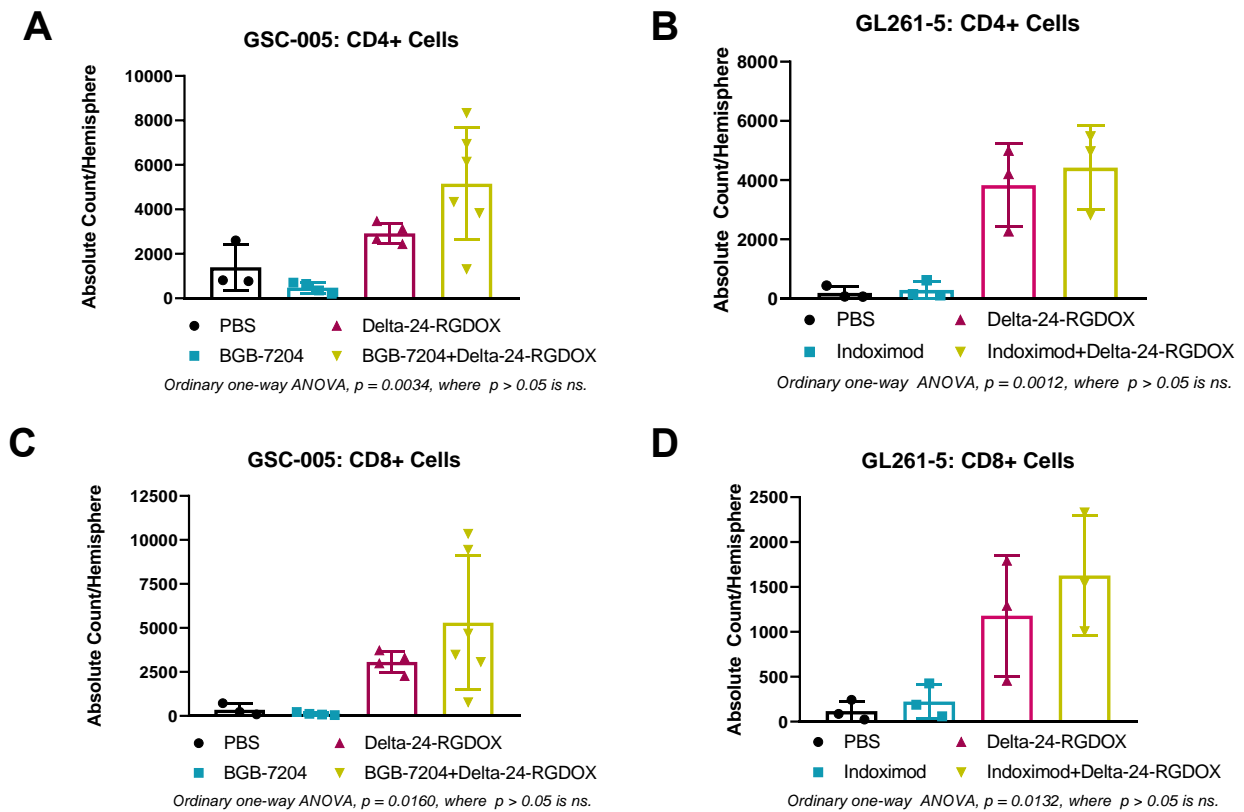 A
GSC-005: CD4+ Cells
Absolute Count/Hemisphere
10000
8000
6000
4000
2000
0
PBS
Delta-24-RGDOX
BGB-7204
BGB-7204+Delta-24-RGDOX
Ordinary one-way ANOVA, p = 0.0034, where p > 0.05 is ns.
B
GL261-5: CD4+ Cells
Absolute Count/Hemisphere
8000
6000
4000
2000
0
PBS
Delta-24-RGDOX
Indoximod
Indoximod+Delta-24-RGDOX
Ordinary one-way ANOVA, p = 0.0012, where p > 0.05 is ns.
C
GSC-005: CD8+ Cells
Absolute Count/Hemisphere
12500
10000
7500
5000
2500
0
PBS
Delta-24-RGDOX
BGB-7204
BGB-7204+Delta-24-RGDOX
Ordinary one-way ANOVA, p = 0.0160, where p > 0.05 is ns.
D
GL261-5: CD8+ Cells
Absolute Count/Hemisphere
2500
2000
1500
1000
500
0
PBS
Delta-24-RGDOX
Indoximod
Indoximod+Delta-24-RGDOX
Ordinary one-way ANOVA, p = 0.0132, where p > 0.05 is ns.